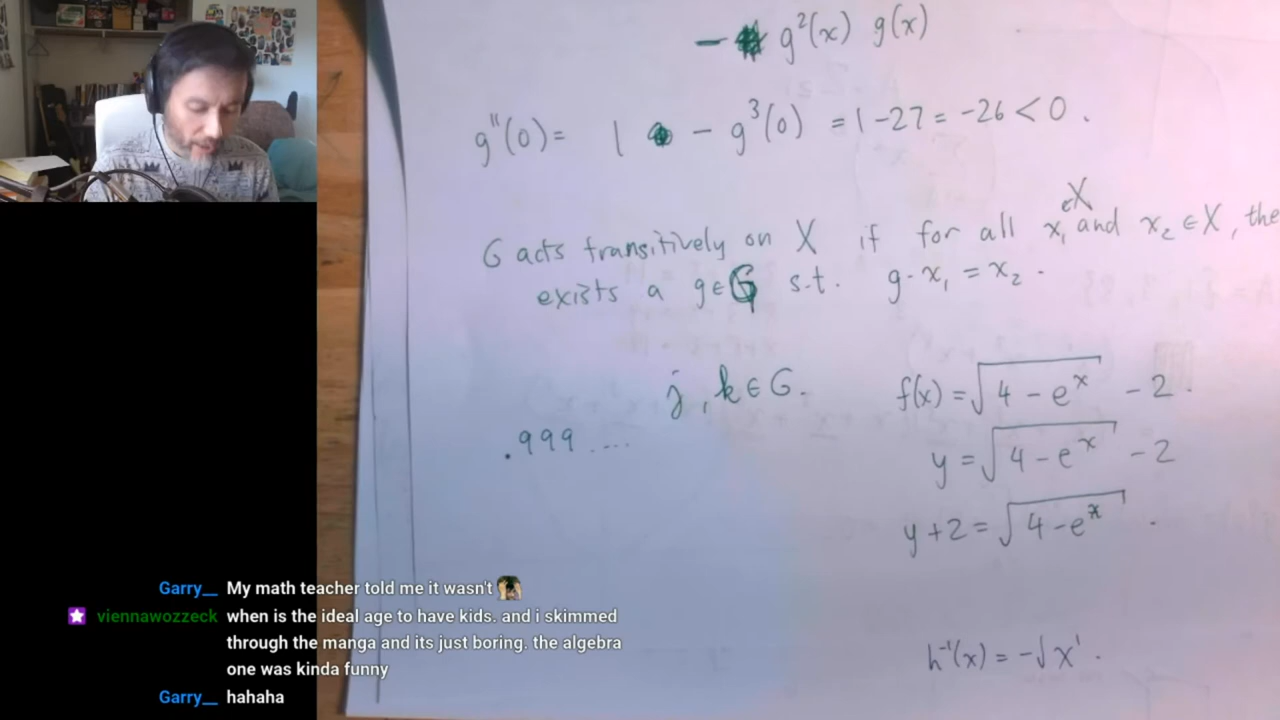 - g²(x) g(x)
g''(0) = 1 - g³(0) = 1-27 = -26 < 0.
∈X
G acts transitively on X if for all x₁ and x₂ ∈ X, the
exists a g∈G s.t. g·x₁ = x₂.
j, k ∈ G.
.999 ....
f(x) = √(4 - eˣ) - 2.
y = √(4 - eˣ) - 2
y+2 = √(4-eˣ) .
h⁻¹(x) = -√x .
Garry__ My math teacher told me it wasn't
viennawozzeck when is the ideal age to have kids. and i skimmed
through the manga and its just boring. the algebra
one was kinda funny
Garry__ hahaha